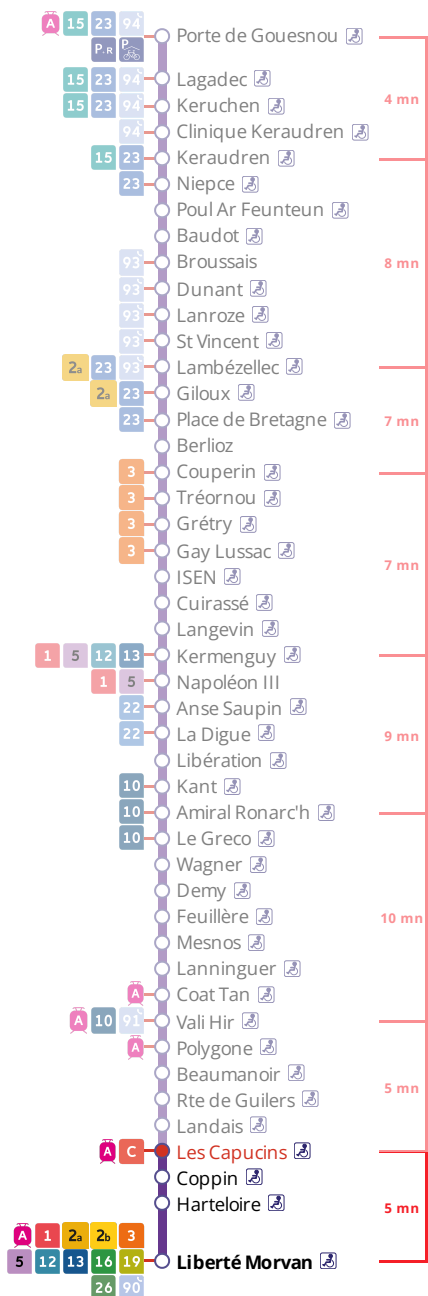 A 15 23 94 Porte de Gouesnou
P.R P
15 23 94 Lagadec
15 23 94 Keruchen
4 mn
94 Clinique Keraudren
15 23 Keraudren
23 Niepce
Poul Ar Feunteun
Baudot
93 Broussais
8 mn
93 Dunant
93 Lanroze
93 St Vincent
2a 23 93 Lambézellec
2a 23 Giloux
23 Place de Bretagne
7 mn
Berlioz
3 Couperin
3 Tréornou
3 Grétry
3 Gay Lussac
7 mn
ISEN
Cuirassé
Langevin
1 5 12 13 Kermenguy
1 5 Napoléon III
22 Anse Saupin
22 La Digue
9 mn
Libération
10 Kant
10 Amiral Ronarc'h
10 Le Greco
Wagner
Demy
Feuillère
10 mn
Mesnos
Lanninguer
A Coat Tan
A 10 91 Vali Hir
A Polygone
Beaumanoir
5 mn
Rte de Guilers
Landais
A C Les Capucins
Coppin
Harteloire
5 mn
A 1 2a 2b 3
5 12 13 16 19 Liberté Morvan
26 90